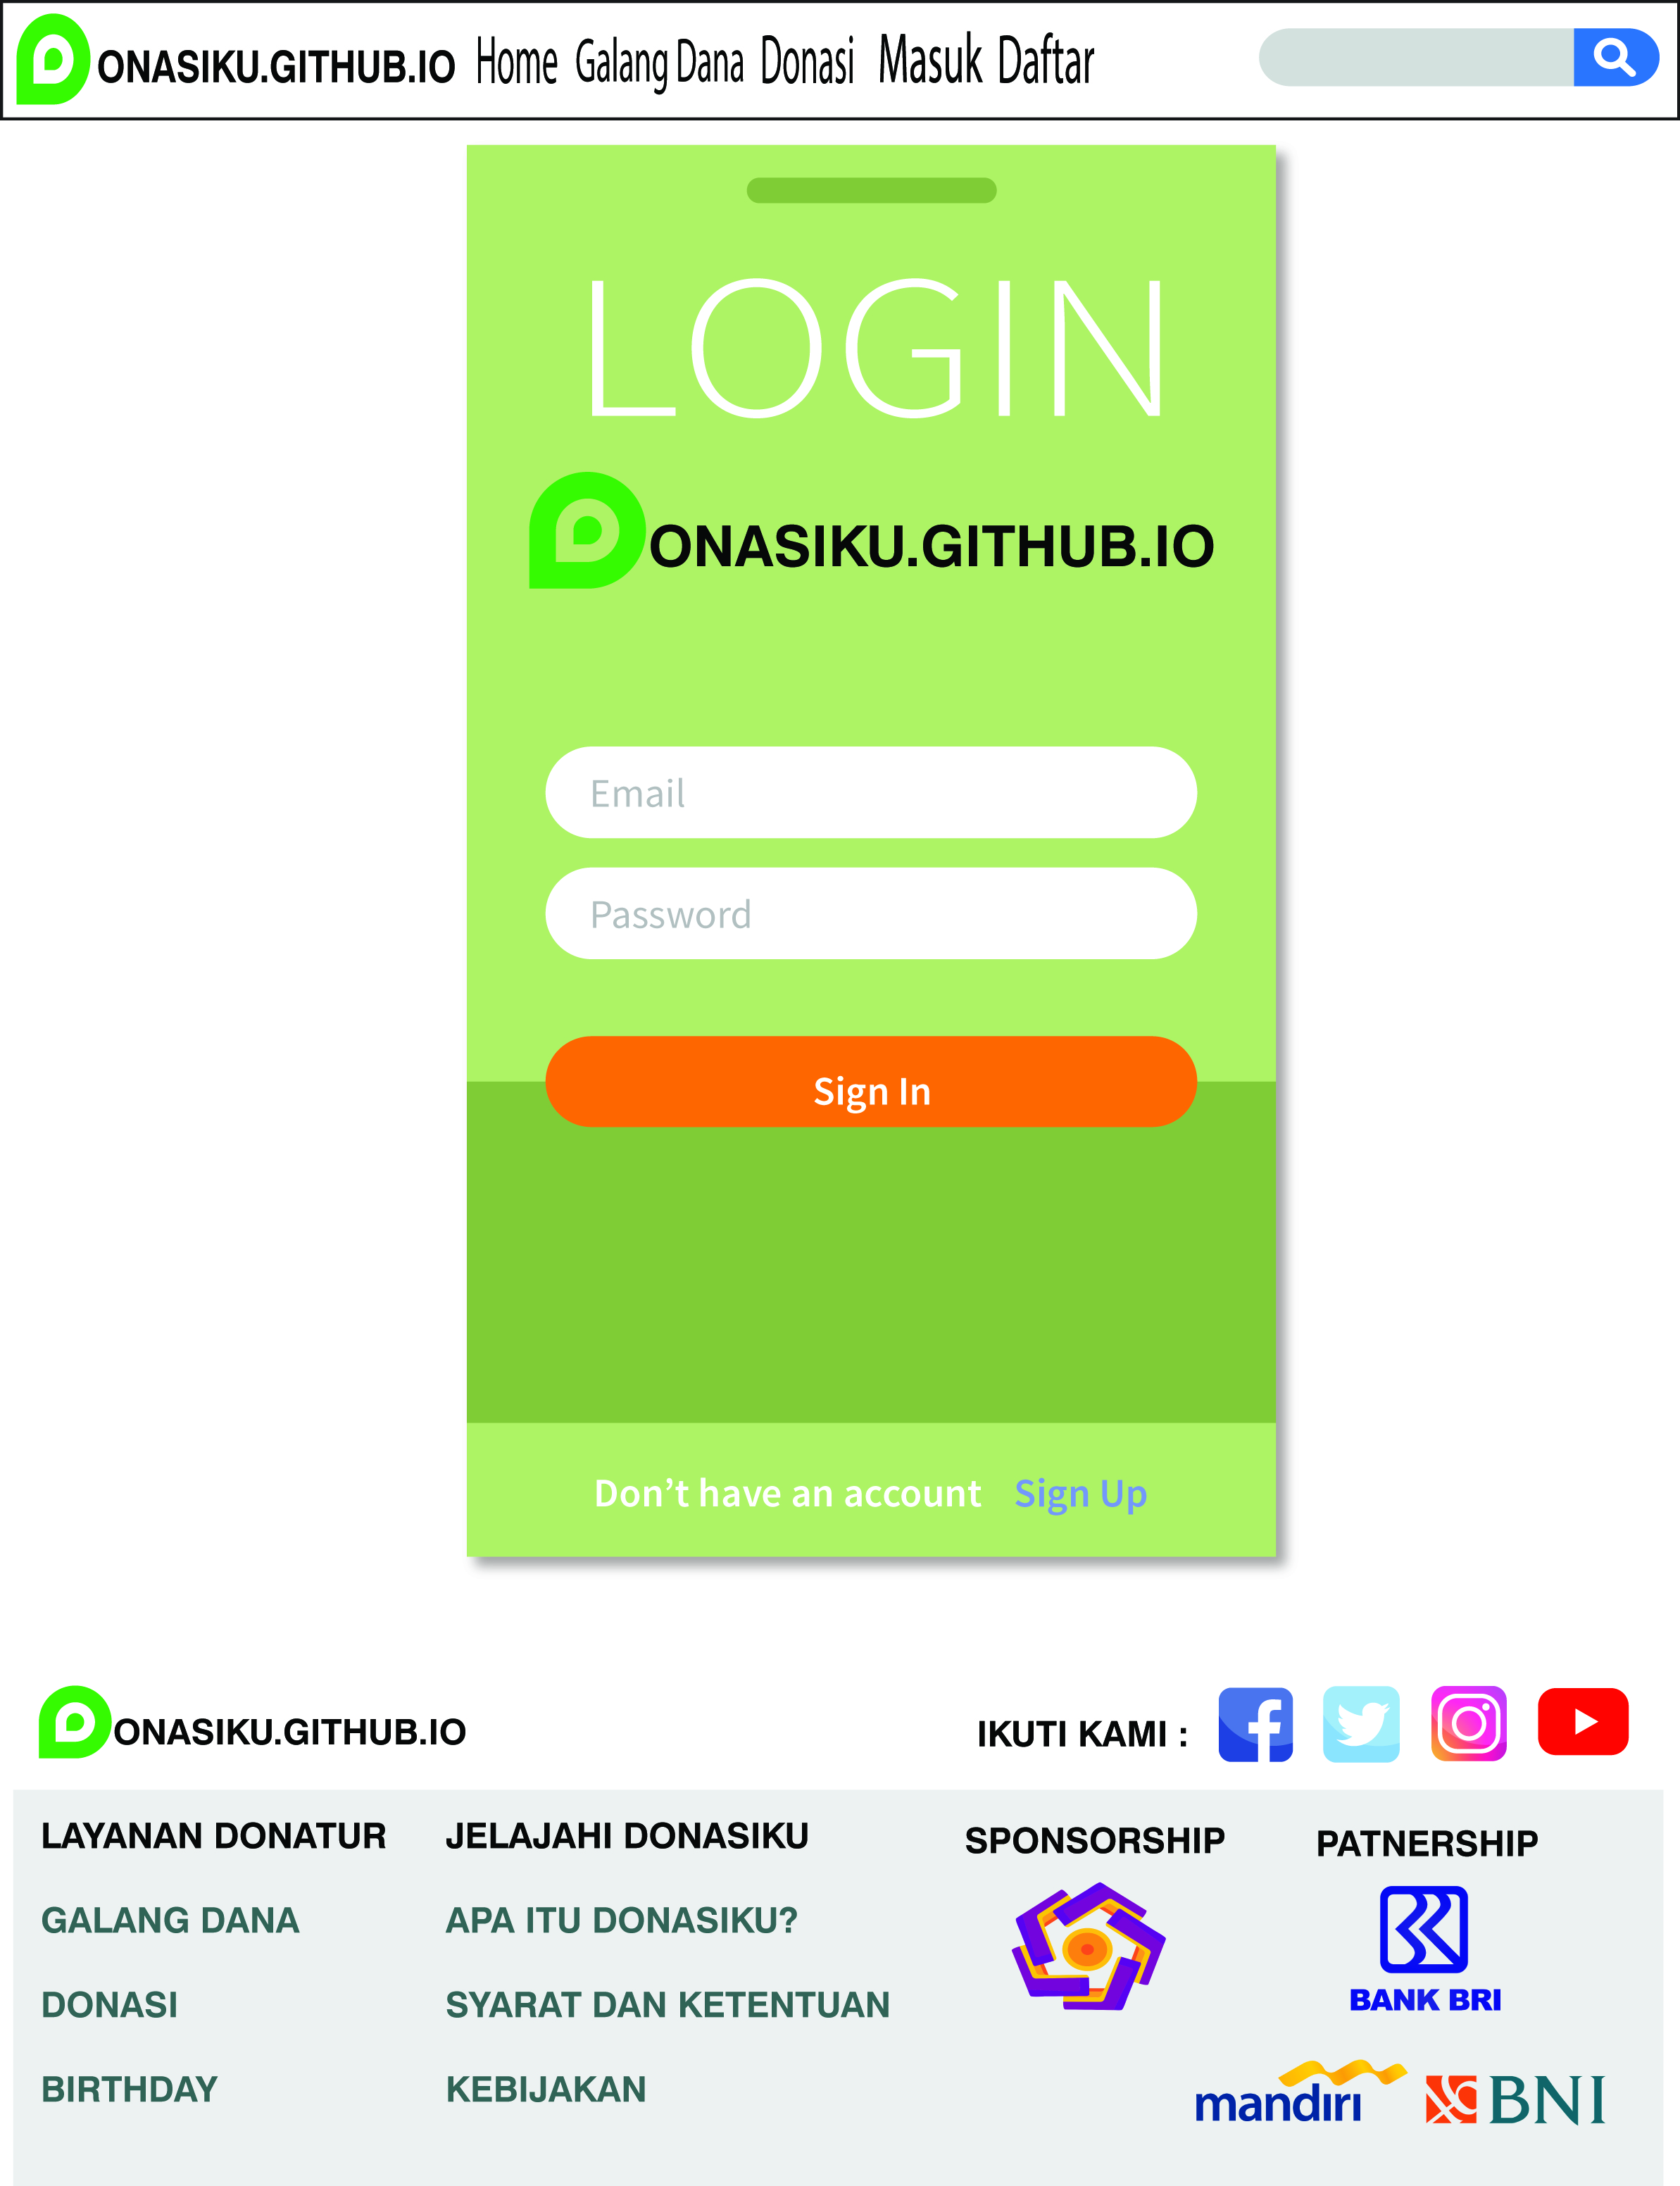 ONASIKU.GITHUB.IO Home Galang Dana Donasi Masuk Daftar
LOGIN
ONASIKU.GITHUB.IO
Email
Password
Sign In
Don’t have an account Sign Up
ONASIKU.GITHUB.IO
IKUTI KAMI :
LAYANAN DONATUR
GALANG DANA
DONASI
BIRTHDAY
JELAJAHI DONASIKU
APA ITU DONASIKU?
SYARAT DAN KETENTUAN
KEBIJAKAN
SPONSORSHIP
PATNERSHIP
BANK BRI
mandiri
BNI